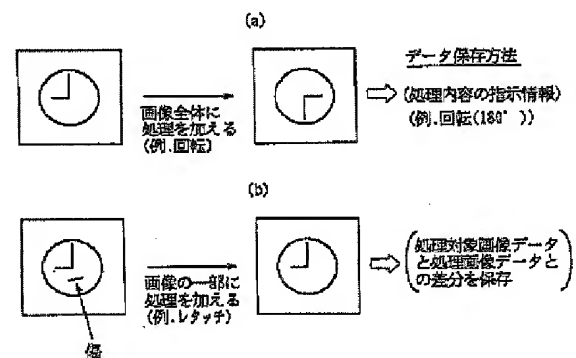 (a)
データ保存方法
画像全体に
処理を加える
(例.回転)
(処理内容の指示情報)
(例.回転(180°))
(b)
画像の一部に
処理を加える
(例.レタッチ)
処理対象画像データ
と処理画像データと
の差分を保存
傷